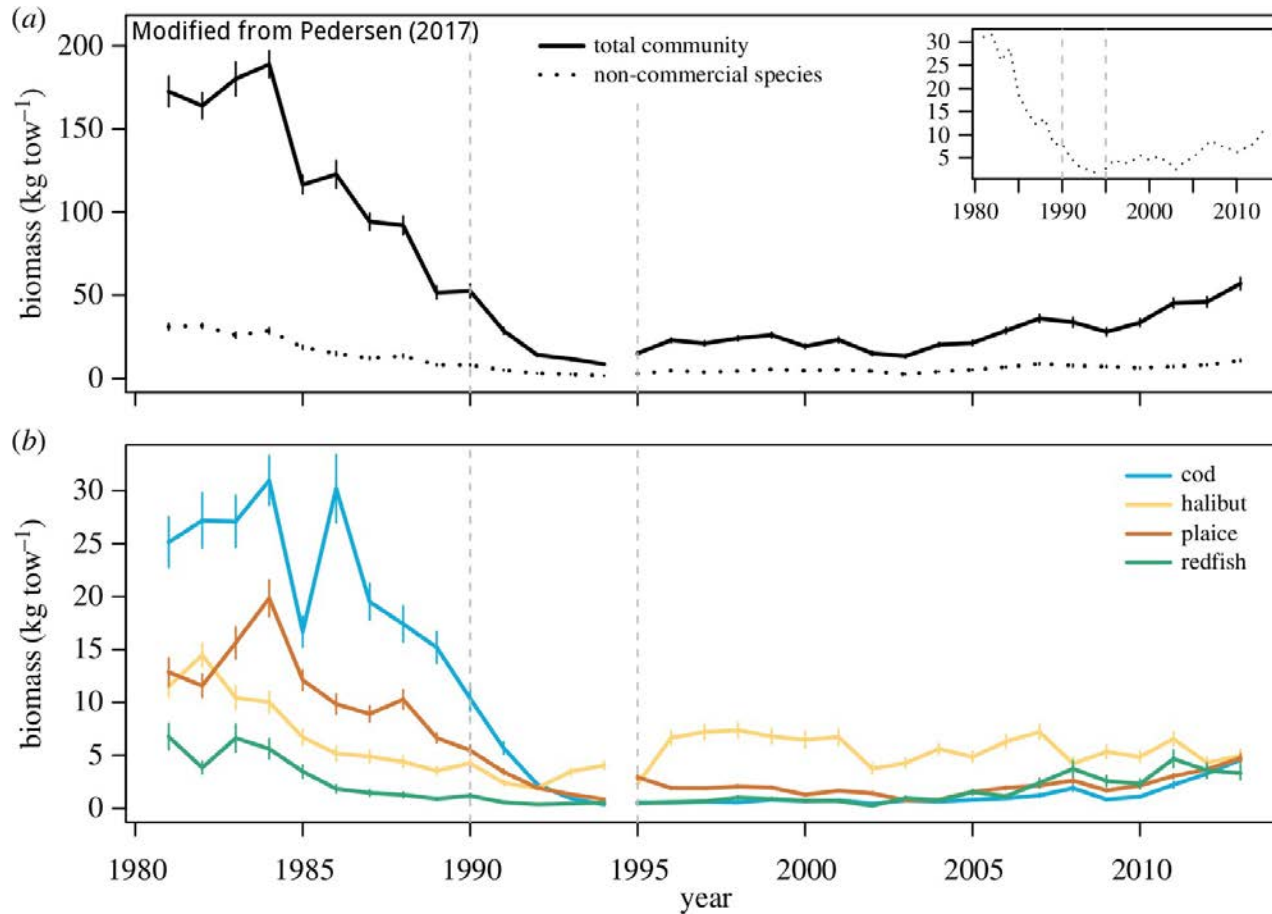 (a)
Modified from Pedersen (2017)
total community
non-commercial species
biomass (kg tow⁻¹)
200
150
100
50
0
30
25
20
15
10
5
1980 1990 2000 2010
(b)
cod
halibut
plaice
redfish
biomass (kg tow⁻¹)
30
25
20
15
10
5
0
1980 1985 1990 1995 2000 2005 2010
year